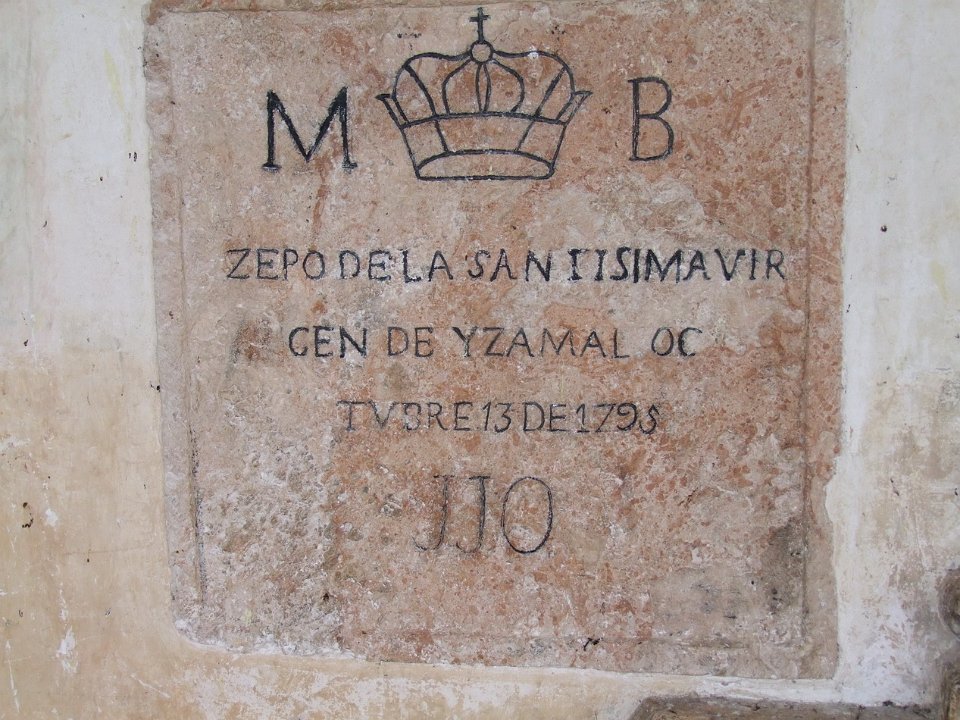 M B
ZEPO DE LA SANTISIMA VIR
GEN DE YZAMAL OC
TVBRE 13 DE 1795
JJO